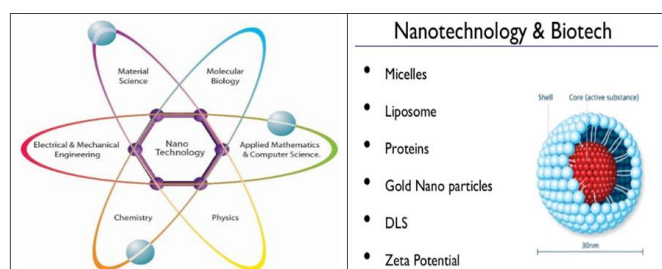 Material
Science
Molecular
Biology
Electrical & Mechanical
Engineering
Nano
Technology
Applied Mathematics
& Computer Science.
Chemistry
Physics
Nanotechnology & Biotech
• Micelles
• Liposome
• Proteins
• Gold Nano particles
• DLS
• Zeta Potential
Shell
Core (active substance)
30nm